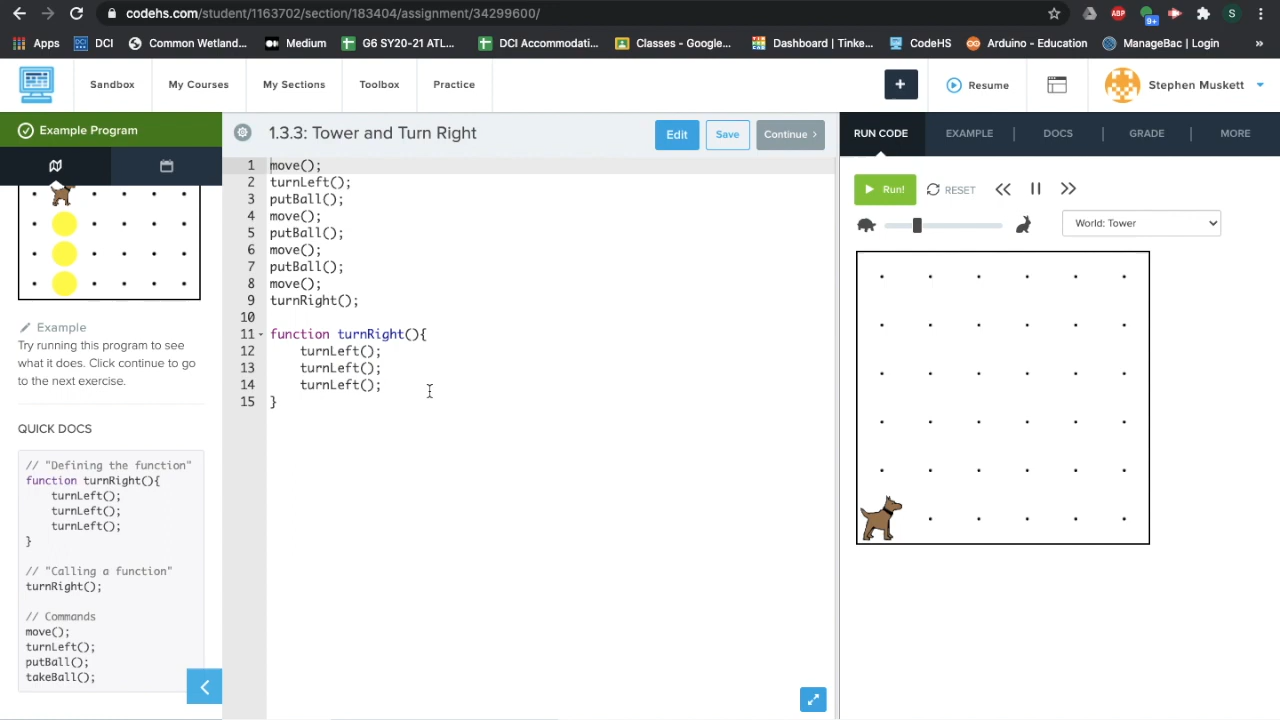 codehs.com/student/1163702/section/183404/assignment/34299600/
ABP
9+
S
Apps
DCI
Common Wetland...
Medium
G6 SY20-21 ATL...
DCI Accommodati...
Classes - Google...
Dashboard | Tinke...
CodeHS
Arduino - Education
ManageBac | Login
»
Sandbox
My Courses
My Sections
Toolbox
Practice
+
Resume
Stephen Muskett
Example Program
1.3.3: Tower and Turn Right
Edit
Save
Continue >
RUN CODE
EXAMPLE
DOCS
GRADE
MORE
Example
Try running this program to see
what it does. Click continue to go
to the next exercise.
QUICK DOCS
// "Defining the function"
function turnRight(){
turnLeft();
turnLeft();
turnLeft();
}
// "Calling a function"
turnRight();
// Commands
move();
turnLeft();
putBall();
takeBall();
1 move();
2 turnLeft();
3 putBall();
4 move();
5 putBall();
6 move();
7 putBall();
8 move();
9 turnRight();
10
11 function turnRight(){
12 turnLeft();
13 turnLeft();
14 turnLeft();
15 }
Run!
RESET
World: Tower